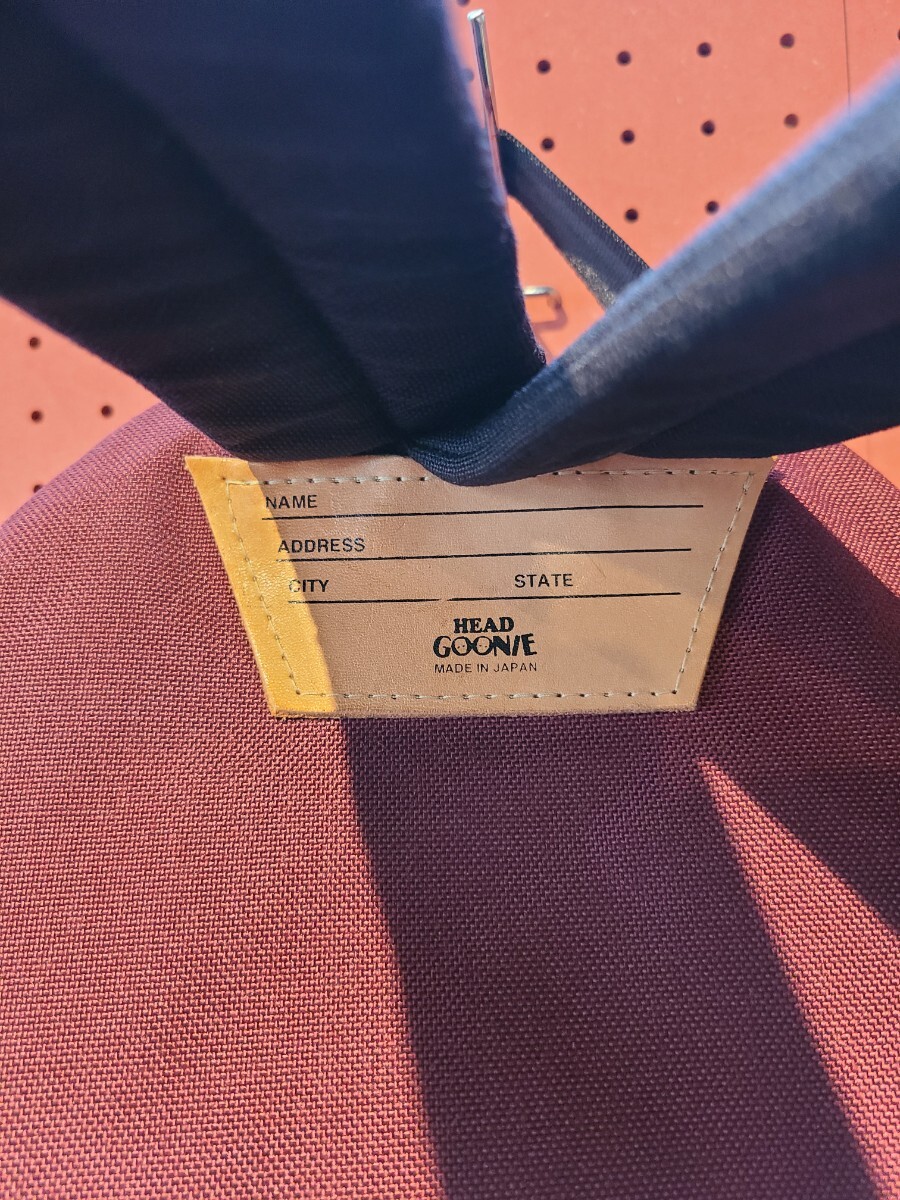 NAME
ADDRESS
CITY STATE
HEAD
GOONIE
MADE IN JAPAN